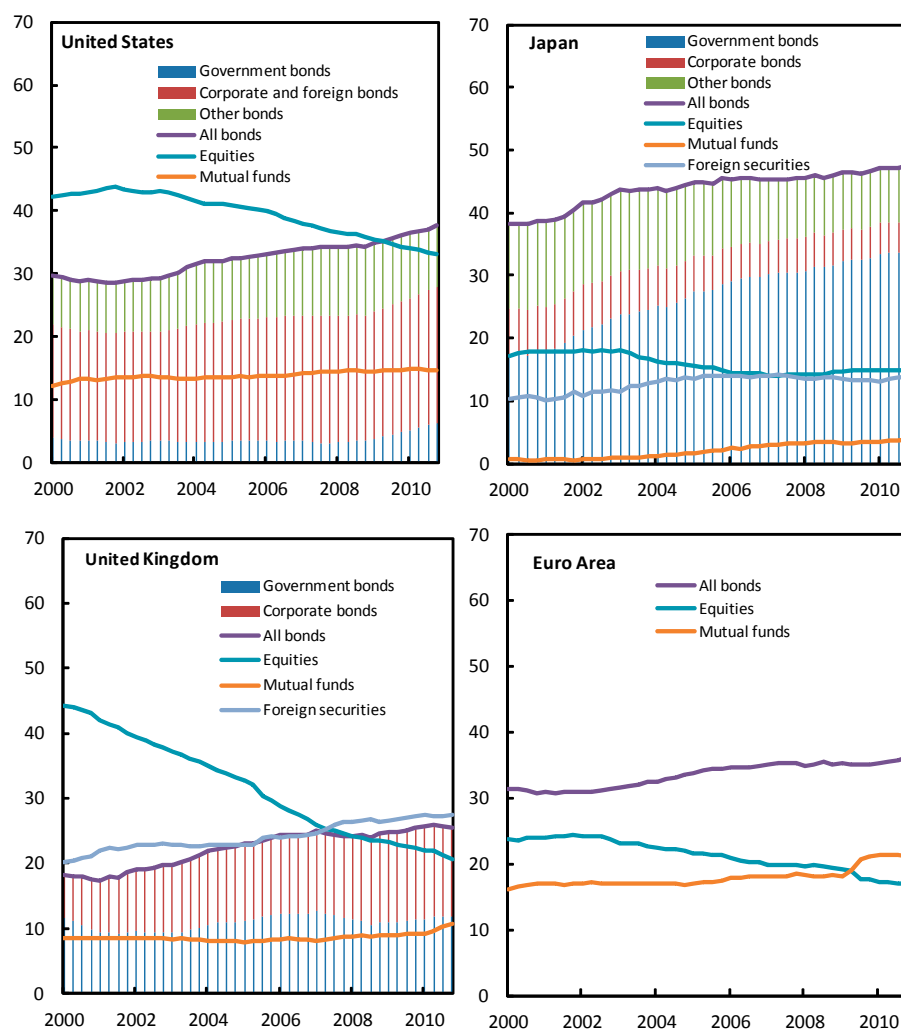 United States
Government bonds
Corporate and foreign bonds
Other bonds
All bonds
Equities
Mutual funds
70
60
50
40
30
20
10
0
2000 2002 2004 2006 2008 2010
Japan
Government bonds
Corporate bonds
Other bonds
All bonds
Equities
Mutual funds
Foreign securities
70
60
50
40
30
20
10
0
2000 2002 2004 2006 2008 2010
United Kingdom
Government bonds
Corporate bonds
All bonds
Equities
Mutual funds
Foreign securities
70
60
50
40
30
20
10
0
2000 2002 2004 2006 2008 2010
Euro Area
All bonds
Equities
Mutual funds
70
60
50
40
30
20
10
0
2000 2002 2004 2006 2008 2010